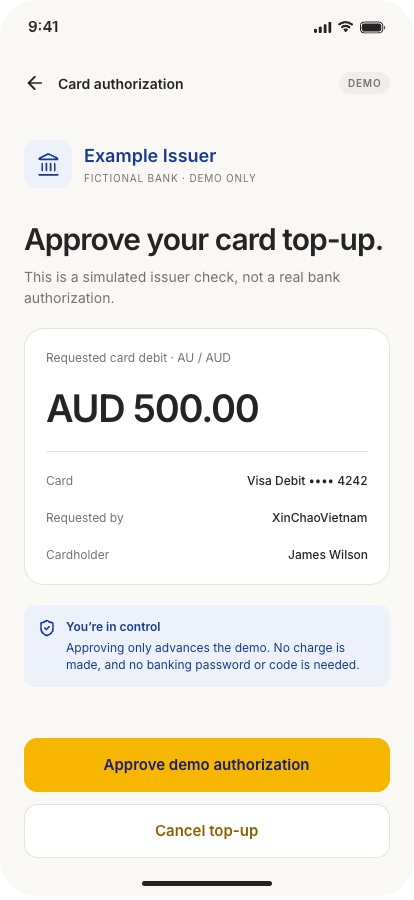 9:41
Card authorization
DEMO
Example Issuer
FICTIONAL BANK · DEMO ONLY
Approve your card top-up.
This is a simulated issuer check, not a real bank
authorization.
Requested card debit · AU / AUD
AUD 500.00
Card Visa Debit •••• 4242
Requested by XinChaoVietnam
Cardholder James Wilson
You’re in control
Approving only advances the demo. No charge is
made, and no banking password or code is needed.
Approve demo authorization
Cancel top-up